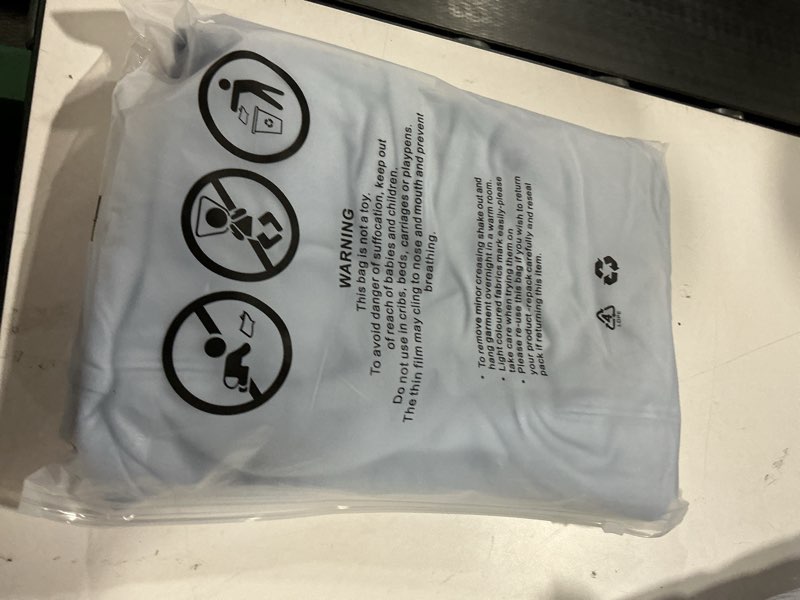 WARNING
This bag is not a toy.
To avoid danger of suffocation, keep out
of reach of babies and children.
Do not use in cribs, beds, carriages or playpens.
The thin film may cling to nose and mouth and prevent
breathing.
• To remove minor creasing shake out and
hang garment overnight in a warm room.
• Light coloured fabrics mark easily-please
take care when trying them on
• Please re-use this bag if you wish to return
your product -repack carefully and reseal
pack if returning this item.
4
LDPE